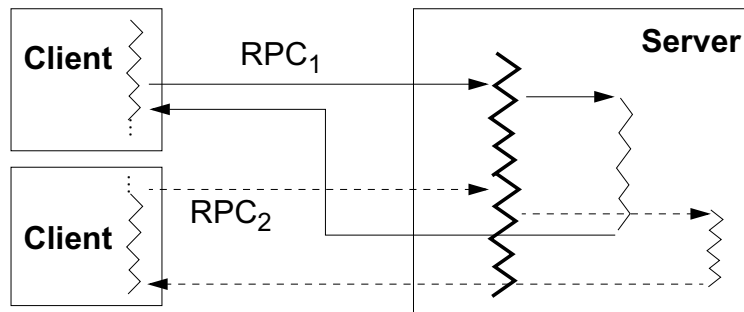 Server
Client
RPC₁
Client
RPC₂